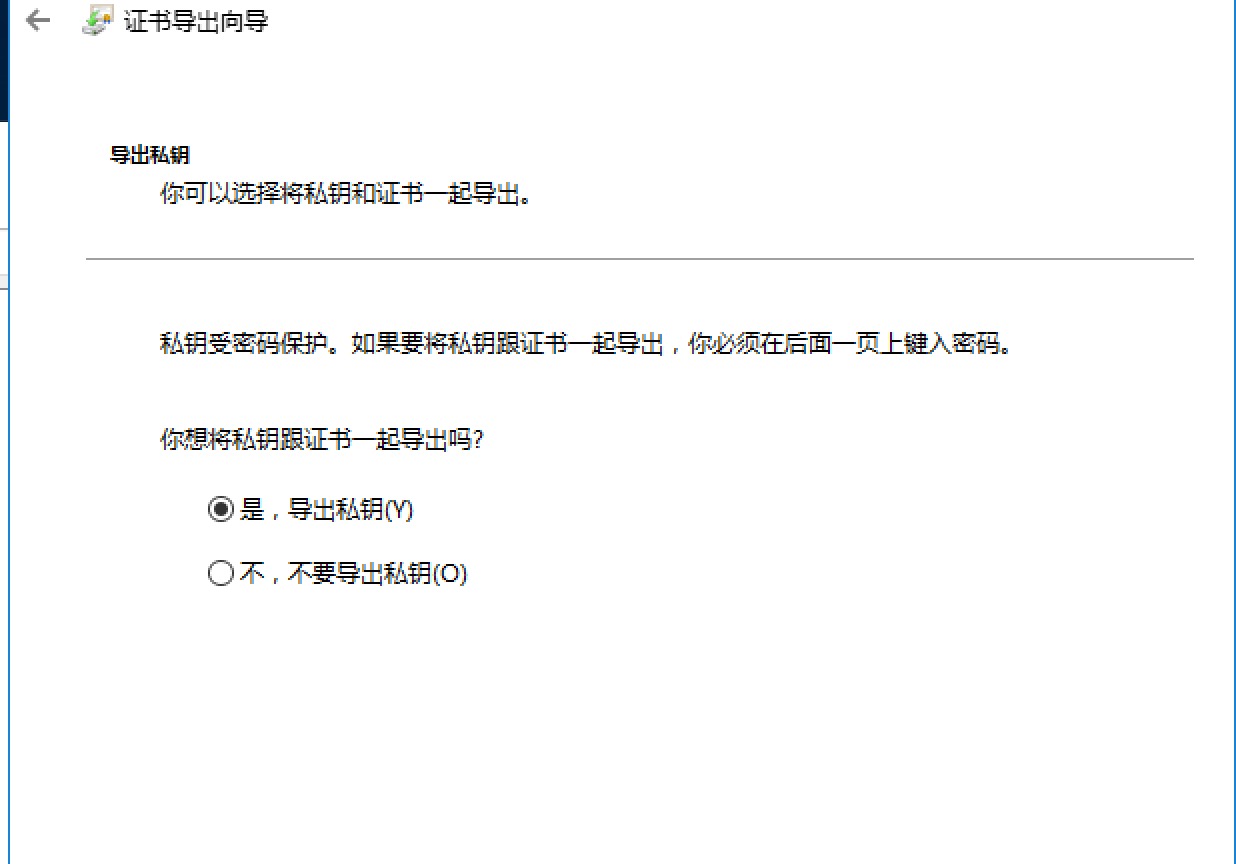 证书导出向导
导出私钥
你可以选择将私钥和证书一起导出。
私钥受密码保护。如果要将私钥跟证书一起导出，你必须在后面一页上键入密码。
你想将私钥跟证书一起导出吗?
是，导出私钥(Y)
不，不要导出私钥(O)